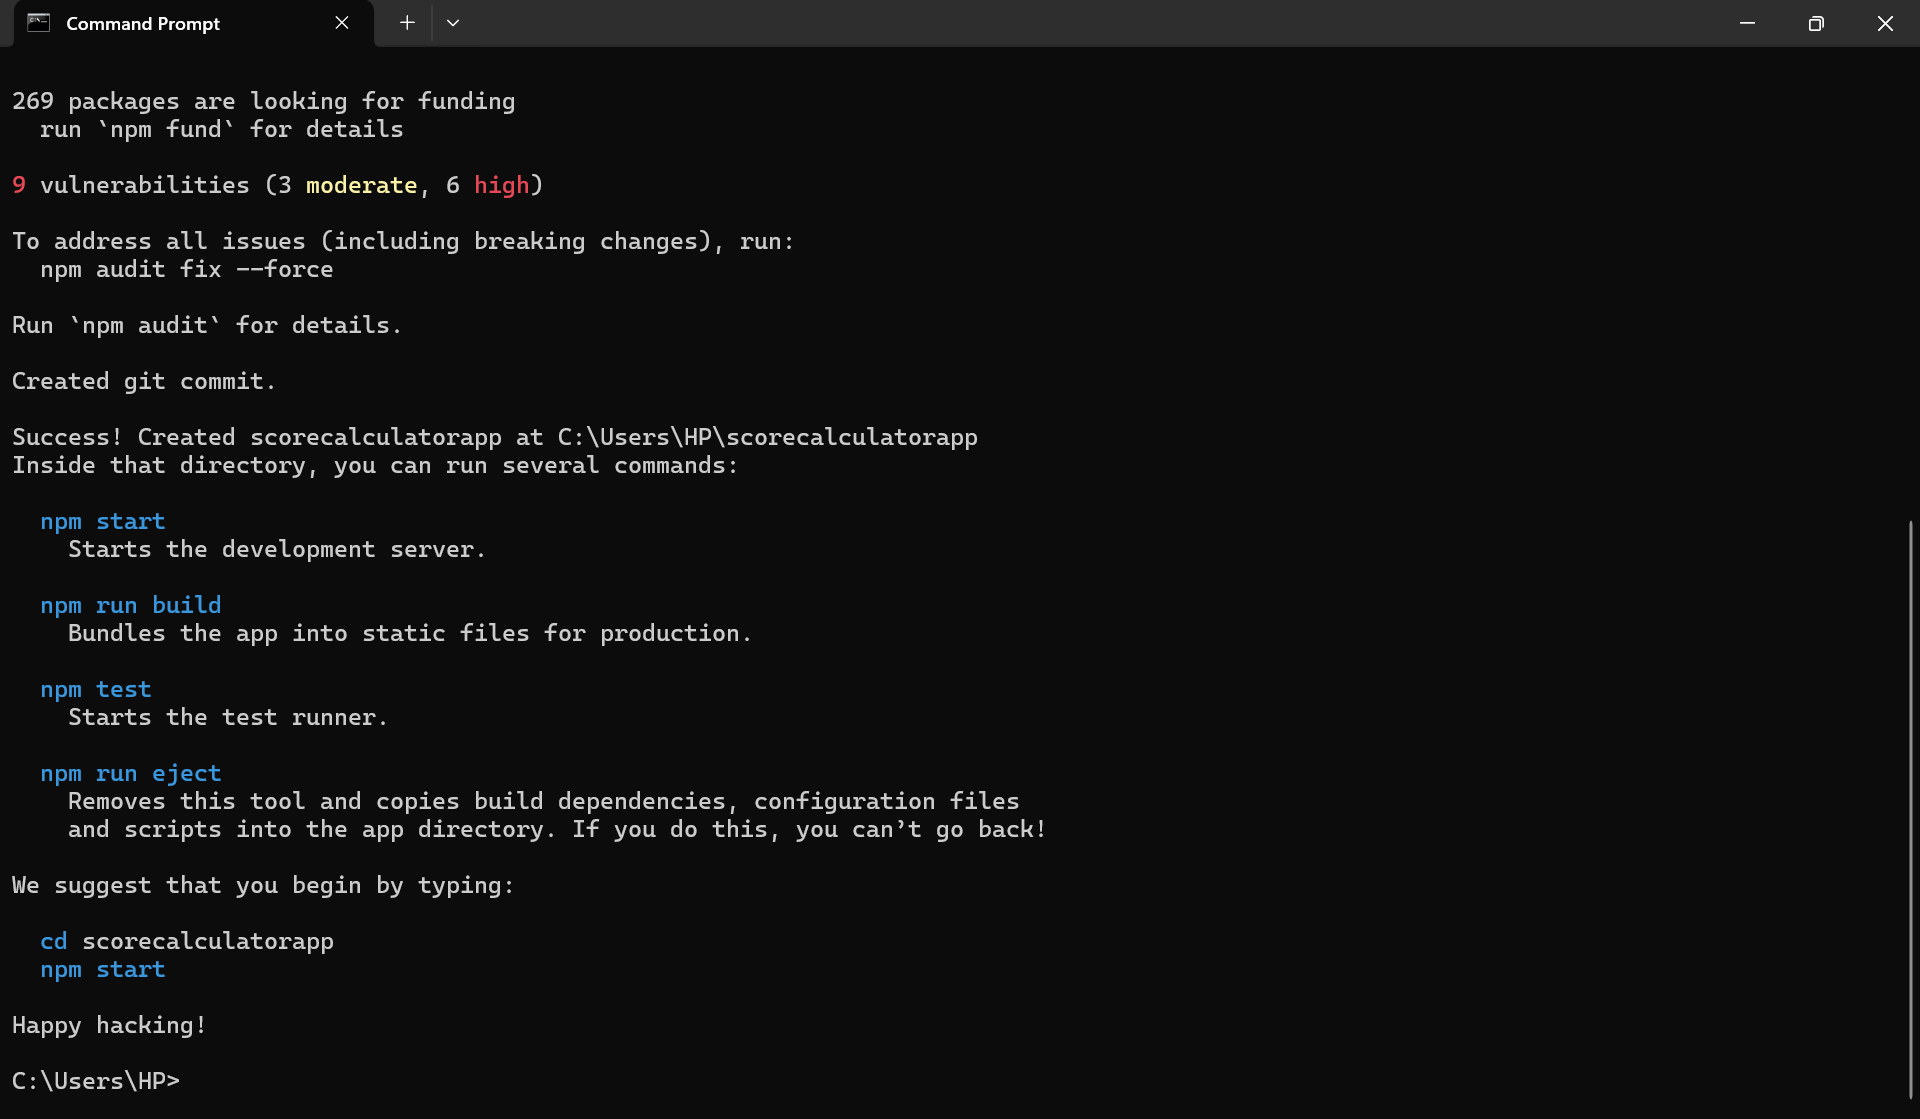 Command Prompt
269 packages are looking for funding
  run `npm fund` for details
9 vulnerabilities (3 moderate, 6 high)
To address all issues (including breaking changes), run:
  npm audit fix --force
Run `npm audit` for details.
Created git commit.
Success! Created scorecalculatorapp at C:\Users\HP\scorecalculatorapp
Inside that directory, you can run several commands:
  npm start
    Starts the development server.
  npm run build
    Bundles the app into static files for production.
  npm test
    Starts the test runner.
  npm run eject
    Removes this tool and copies build dependencies, configuration files
    and scripts into the app directory. If you do this, you can’t go back!
We suggest that you begin by typing:
  cd scorecalculatorapp
  npm start
Happy hacking!
C:\Users\HP>